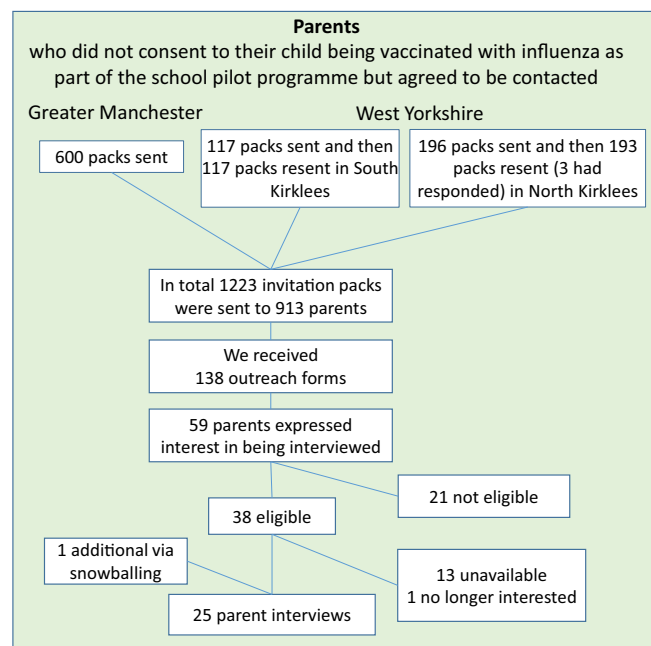 Parents
who did not consent to their child being vaccinated with influenza as
part of the school pilot programme but agreed to be contacted
Greater Manchester
West Yorkshire
600 packs sent
117 packs sent and then
117 packs resent in South
Kirklees
196 packs sent and then 193
packs resent (3 had
responded) in North Kirklees
In total 1223 invitation packs
were sent to 913 parents
We received
138 outreach forms
59 parents expressed
interest in being interviewed
21 not eligible
38 eligible
1 additional via
snowballing
13 unavailable
1 no longer interested
25 parent interviews